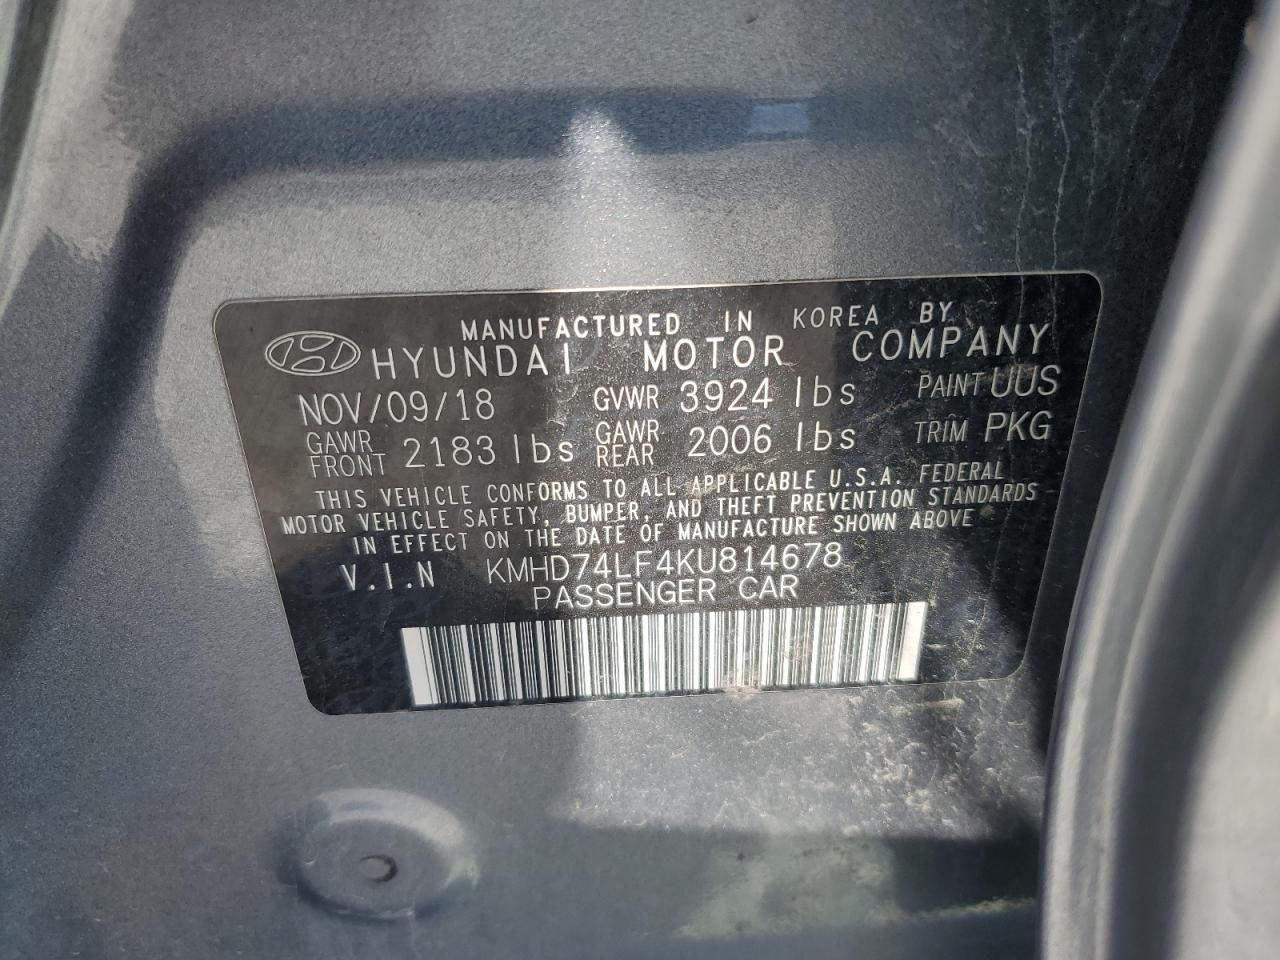 MANUFACTURED IN KOREA BY
HYUNDAI MOTOR COMPANY
NOV/09/18 GVWR 3924 lbs PAINT UUS
GAWR FRONT 2183 lbs GAWR REAR 2006 lbs TRIM PKG
THIS VEHICLE CONFORMS TO ALL APPLICABLE U.S.A. FEDERAL
MOTOR VEHICLE SAFETY, BUMPER, AND THEFT PREVENTION STANDARDS
IN EFFECT ON THE DATE OF MANUFACTURE SHOWN ABOVE
V.I.N KMHD74LF4KU814678
PASSENGER CAR